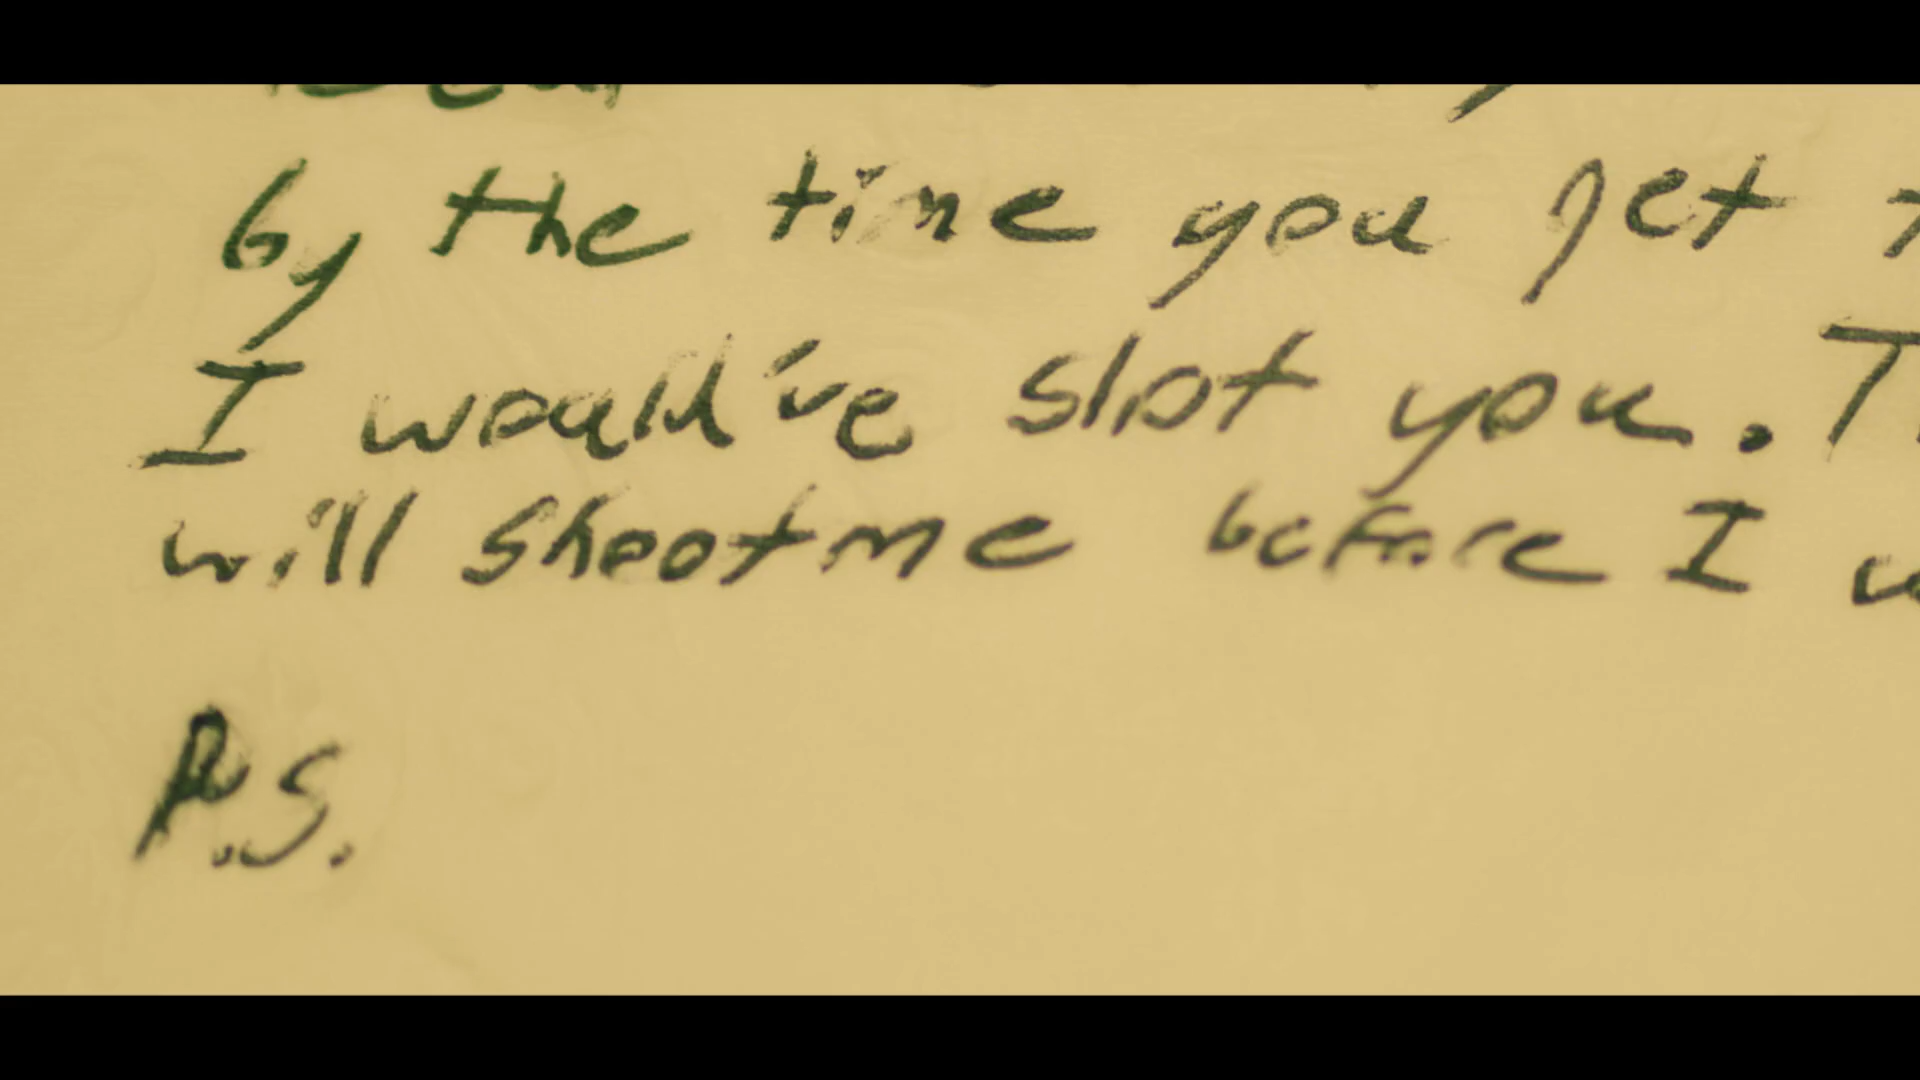 by the time you get
I would've slot you.
will shoot me before I
P.S.